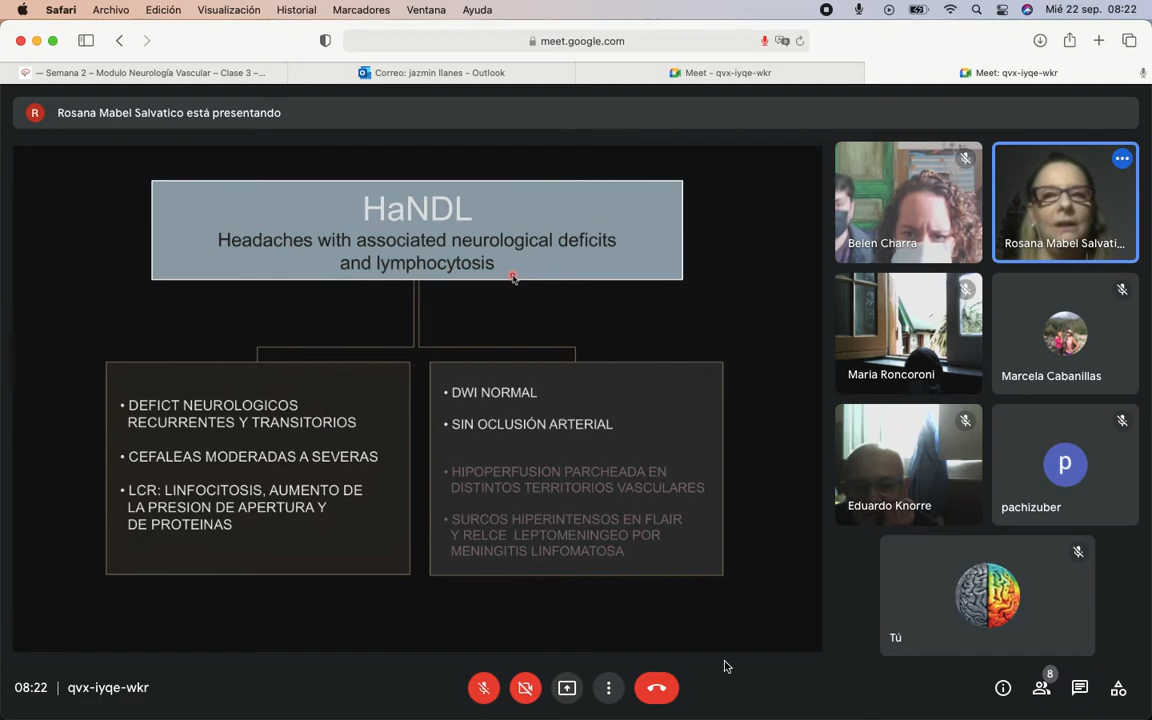 Safari Archivo Edición Visualización Historial Marcadores Ventana Ayuda Mié 22 sep. 08:22
meet.google.com
— Semana 2 – Modulo Neurología Vascular – Clase 3 –... Correo: jazmin llanes - Outlook Meet - qvx-iyqe-wkr Meet: qvx-iyqe-wkr
R Rosana Mabel Salvatico está presentando
HaNDL
Headaches with associated neurological deficits
and lymphocytosis
• DEFICT NEUROLOGICOS
RECURRENTES Y TRANSITORIOS
• CEFALEAS MODERADAS A SEVERAS
• LCR: LINFOCITOSIS, AUMENTO DE
LA PRESION DE APERTURA Y
DE PROTEINAS
• DWI NORMAL
• SIN OCLUSIÓN ARTERIAL
• HIPOPERFUSION PARCHEADA EN
DISTINTOS TERRITORIOS VASCULARES
• SURCOS HIPERINTENSOS EN FLAIR
Y RELCE LEPTOMENINGEO POR
MENINGITIS LINFOMATOSA
Belen Charra
Rosana Mabel Salvati...
Maria Roncoroni
Marcela Cabanillas
Eduardo Knorre
p
pachizuber
Tú
08:22 | qvx-iyqe-wkr
8